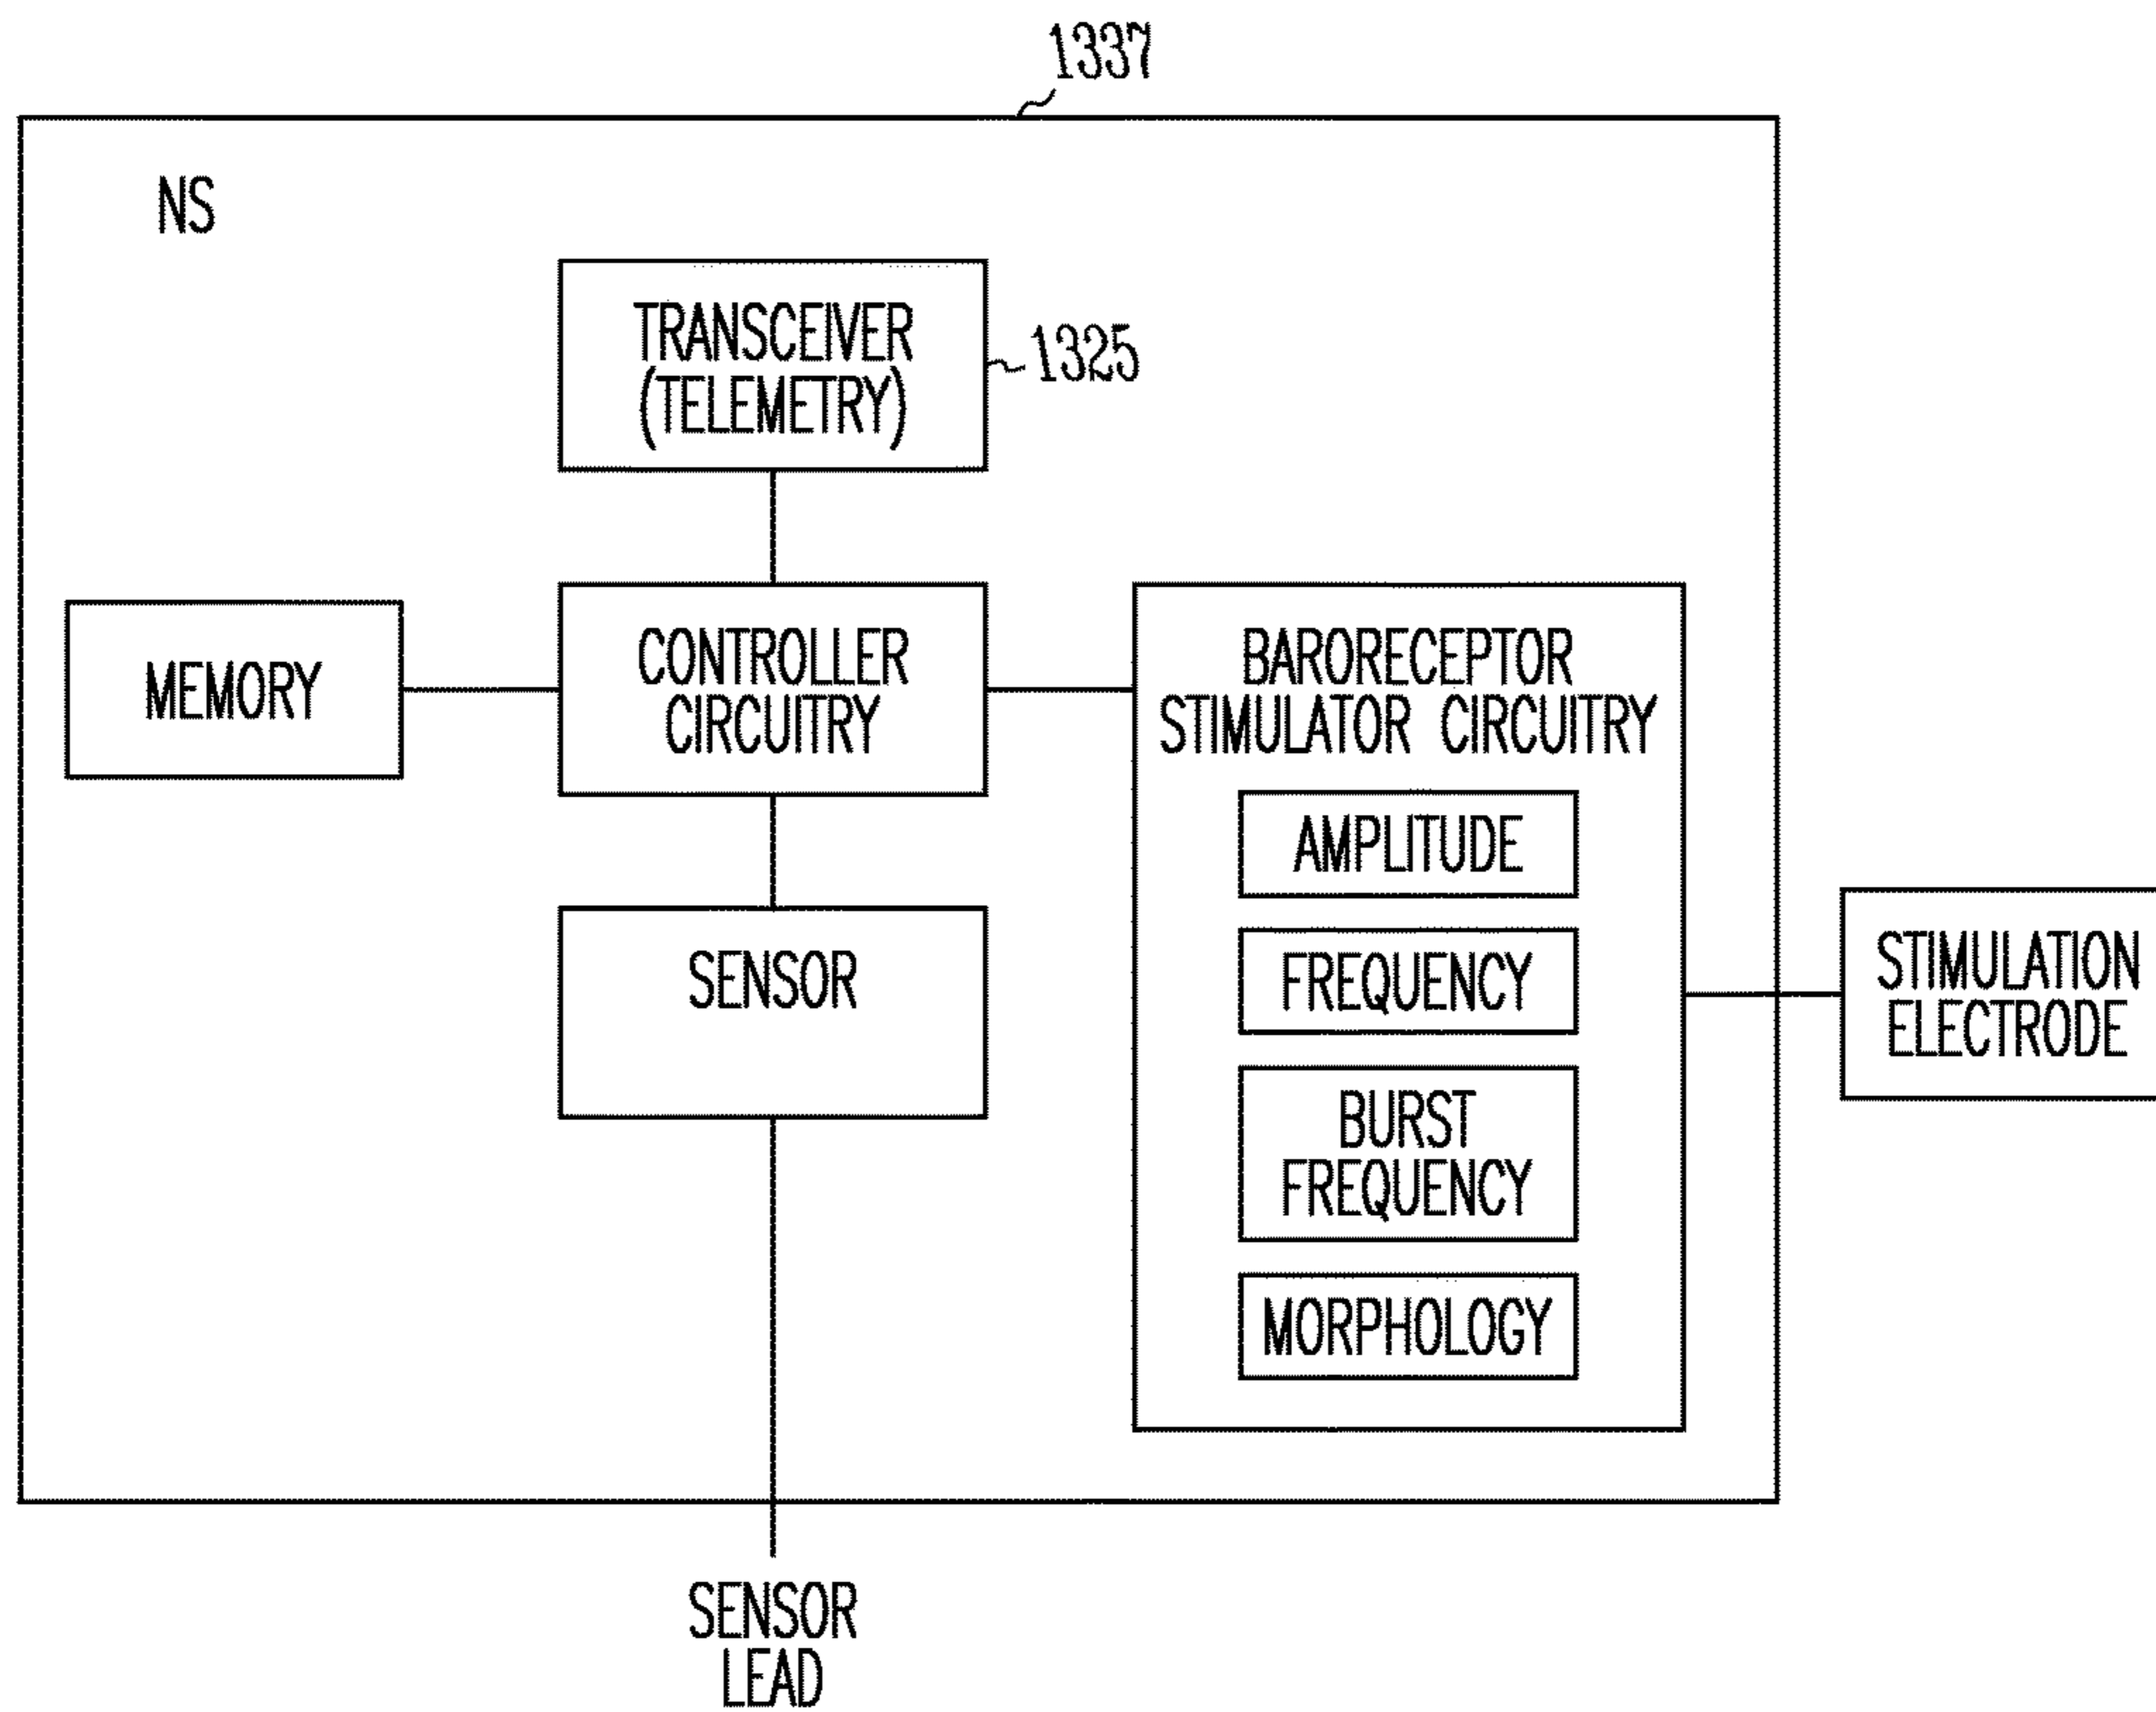 1337
NS
TRANSCEIVER
(TELEMETRY)
1325
MEMORY
CONTROLLER
CIRCUITRY
BARORECEPTOR
STIMULATOR CIRCUITRY
AMPLITUDE
FREQUENCY
BURST
FREQUENCY
MORPHOLOGY
SENSOR
STIMULATION
ELECTRODE
SENSOR
LEAD